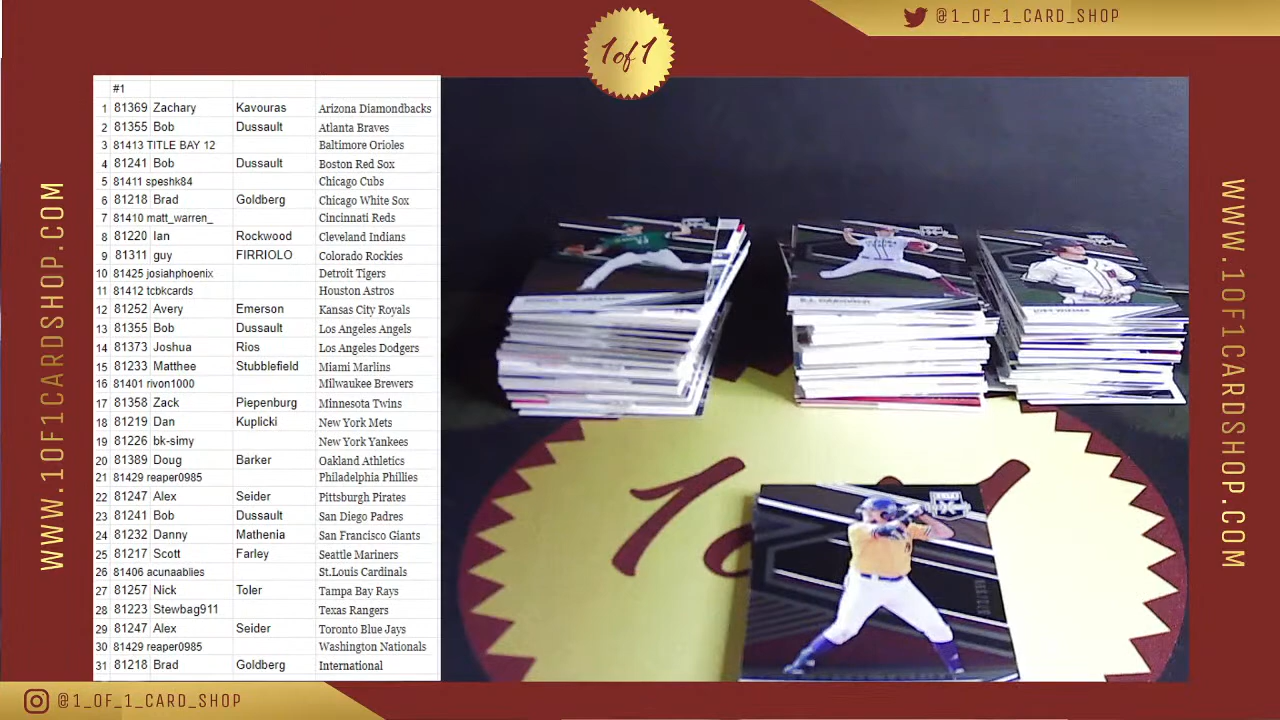 @1_OF_1_CARD_SHOP
1of1
WWW.1OF1CARDSHOP.COM
#1
1 81369 Zachary Kavouras Arizona Diamondbacks
2 81355 Bob Dussault Atlanta Braves
3 81413 TITLE BAY 12 Baltimore Orioles
4 81241 Bob Dussault Boston Red Sox
5 81411 speshk84 Chicago Cubs
6 81218 Brad Goldberg Chicago White Sox
7 81410 matt_warren_ Cincinnati Reds
8 81220 Ian Rockwood Cleveland Indians
9 81311 guy FIRRIOLO Colorado Rockies
10 81425 josiahphoenix Detroit Tigers
11 81412 tcbkcards Houston Astros
12 81252 Avery Emerson Kansas City Royals
13 81355 Bob Dussault Los Angeles Angels
14 81373 Joshua Rios Los Angeles Dodgers
15 81233 Matthee Stubblefield Miami Marlins
16 81401 rivon1000 Milwaukee Brewers
17 81358 Zack Piepenburg Minnesota Twins
18 81219 Dan Kuplicki New York Mets
19 81226 bk-simy New York Yankees
20 81389 Doug Barker Oakland Athletics
21 81429 reaper0985 Philadelphia Phillies
22 81247 Alex Seider Pittsburgh Pirates
23 81241 Bob Dussault San Diego Padres
24 81232 Danny Mathenia San Francisco Giants
25 81217 Scott Farley Seattle Mariners
26 81406 acunaablies St.Louis Cardinals
27 81257 Nick Toler Tampa Bay Rays
28 81223 Stewbag911 Texas Rangers
29 81247 Alex Seider Toronto Blue Jays
30 81429 reaper0985 Washington Nationals
31 81218 Brad Goldberg International
WWW.1OF1CARDSHOP.COM
@1_OF_1_CARD_SHOP